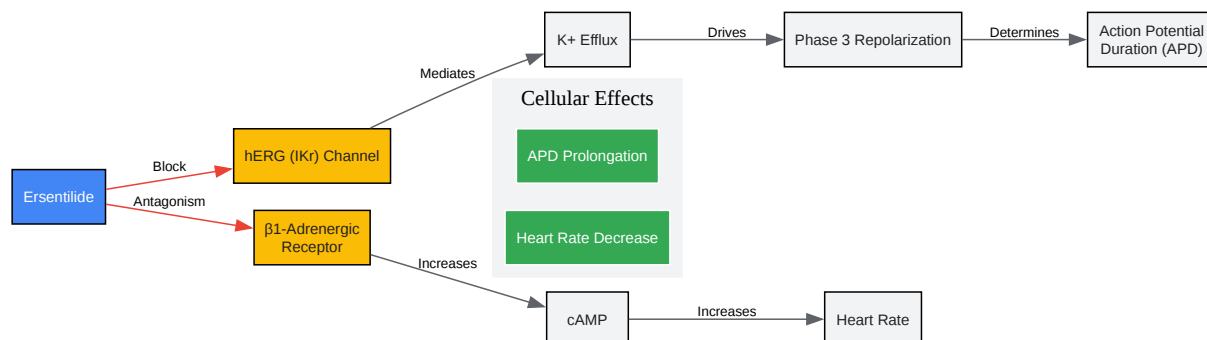 K+ Efflux
Drives
Phase 3 Repolarization
Determines
Action Potential
Duration (APD)
Mediates
Cellular Effects
hERG (IKr) Channel
APD Prolongation
Block
Ersentilide
Antagonism
β1-Adrenergic
Receptor
Heart Rate Decrease
Increases
cAMP
Increases
Heart Rate